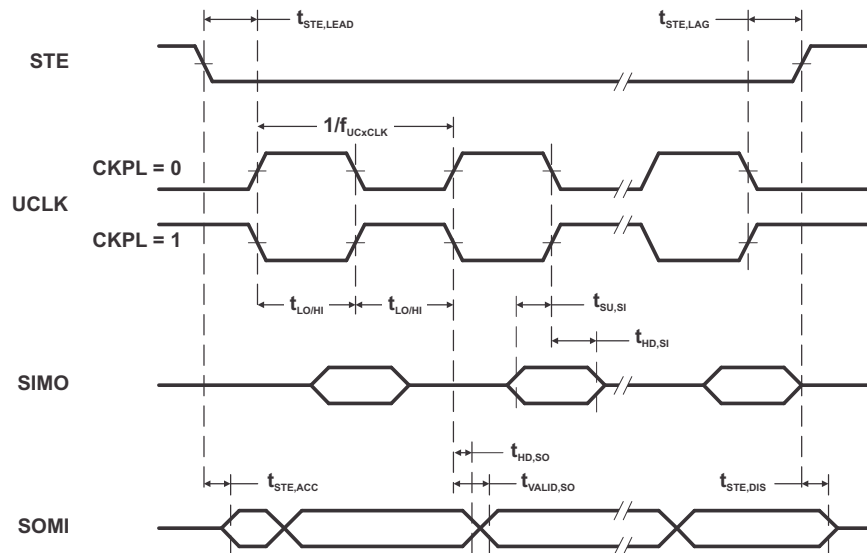 tSTE,LEAD
tSTE,LAG
STE
1/fUCxCLK
CKPL = 0
UCLK
CKPL = 1
tLO/HI tLO/HI
tSU,SI
tHD,SI
SIMO
tHD,SO
tSTE,ACC
tVALID,SO
tSTE,DIS
SOMI